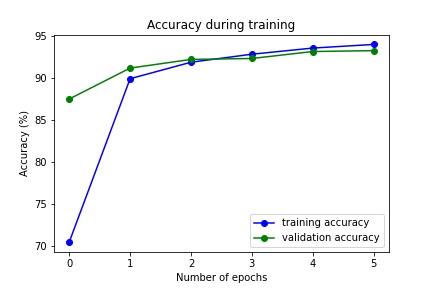 Accuracy during training
95
90
85
80
75
70
Accuracy (%)
training accuracy
validation accuracy
0 1 2 3 4 5
Number of epochs